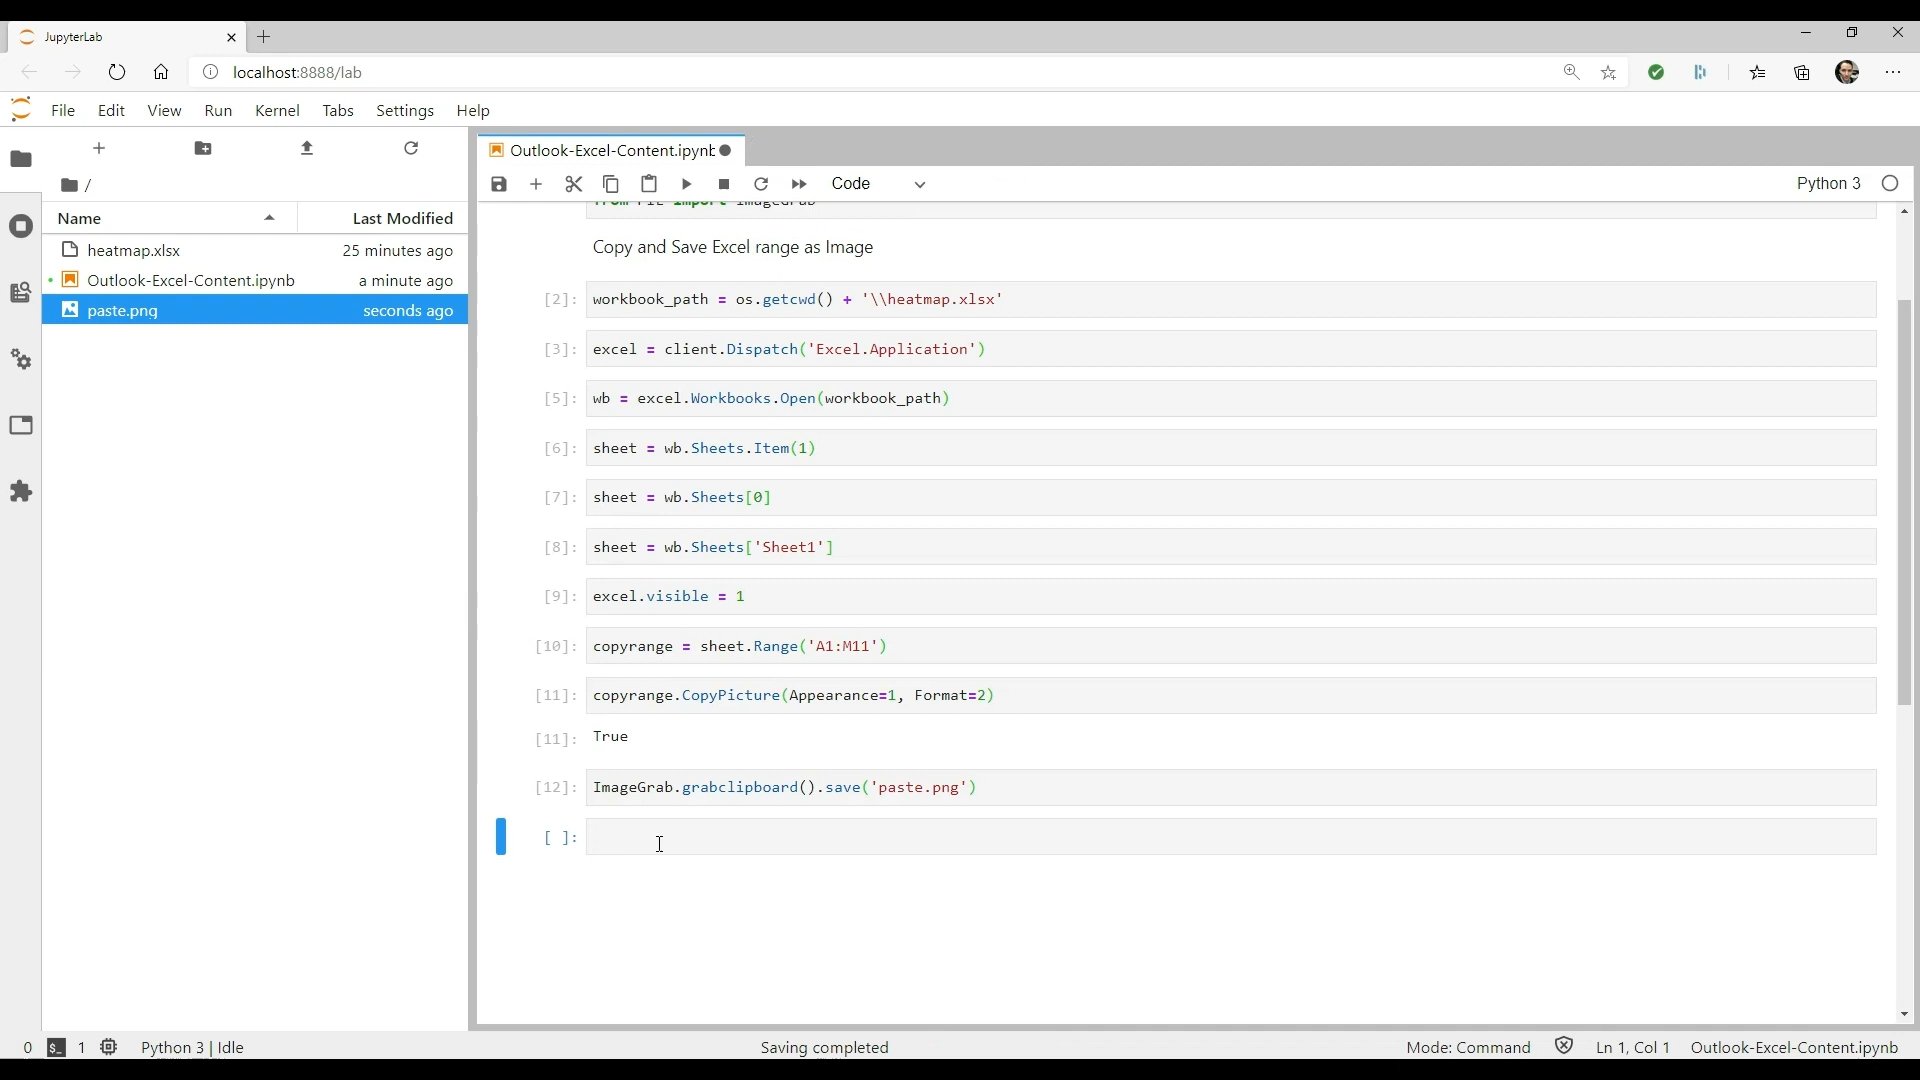 JupyterLab
localhost:8888/lab
File Edit View Run Kernel Tabs Settings Help
Outlook-Excel-Content.ipynb
/
Code
Python 3
Name Last Modified
heatmap.xlsx 25 minutes ago
Outlook-Excel-Content.ipynb a minute ago
paste.png seconds ago
from PIL import ImageGrab
Copy and Save Excel range as Image
[2]: workbook_path = os.getcwd() + '\\heatmap.xlsx'
[3]: excel = client.Dispatch('Excel.Application')
[5]: wb = excel.Workbooks.Open(workbook_path)
[6]: sheet = wb.Sheets.Item(1)
[7]: sheet = wb.Sheets[0]
[8]: sheet = wb.Sheets['Sheet1']
[9]: excel.visible = 1
[10]: copyrange = sheet.Range('A1:M11')
[11]: copyrange.CopyPicture(Appearance=1, Format=2)
[11]: True
[12]: ImageGrab.grabclipboard().save('paste.png')
[ ]:
0 $_ 1 Python 3 | Idle Saving completed Mode: Command Ln 1, Col 1 Outlook-Excel-Content.ipynb